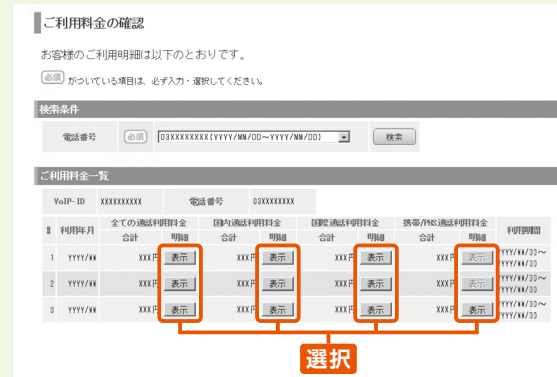 ご利用料金の確認
お客様のご利用明細は以下のとおりです。
必須 がついている項目は、必ず入力・選択してください。
検索条件
電話番号 必須 03XXXXXXXX(YYYY/MM/DD～YYYY/MM/DD) 検索
ご利用料金一覧
VoIP-ID XXXXXXXXXX 電話番号 03XXXXXXXX
# 利用年月 全ての通話利用料金 国内通話利用料金 国際通話利用料金 携帯/PHS通話利用料金 利用期間
合計 明細 合計 明細 合計 明細 合計 明細
1 YYYY/MM XXX円 表示 XXX円 表示 XXX円 表示 XXX円 表示 YYYY/MM/DD～
YYYY/MM/DD
2 YYYY/MM XXX円 表示 XXX円 表示 XXX円 表示 XXX円 表示 YYYY/MM/DD～
YYYY/MM/DD
3 YYYY/MM XXX円 表示 XXX円 表示 XXX円 表示 XXX円 表示 YYYY/MM/DD～
YYYY/MM/DD
選択